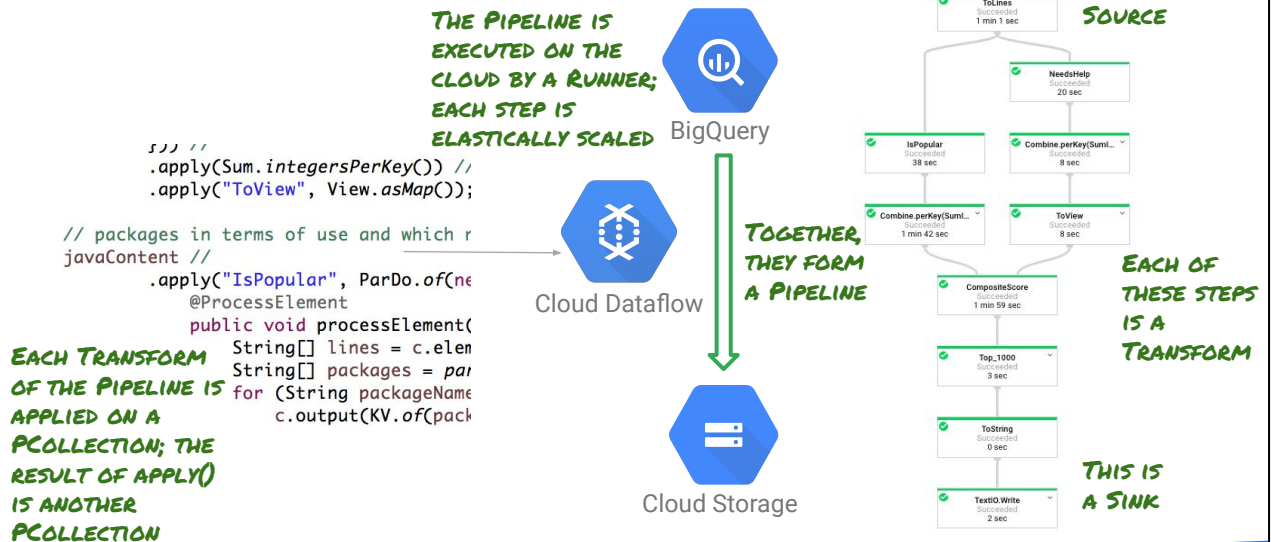 THE PIPELINE IS
EXECUTED ON THE
CLOUD BY A RUNNER;
EACH STEP IS
ELASTICALLY SCALED
BigQuery
Cloud Dataflow
Cloud Storage
TOGETHER,
THEY FORM
A PIPELINE
})) //
.apply(Sum.integersPerKey()) //
.apply("ToView", View.asMap());
// packages in terms of use and which
javaContent //
.apply("IsPopular", ParDo.of(ne
@ProcessElement
public void processElement(
String[] lines = c.elem
String[] packages = par
for (String packageName
c.output(KV.of(pack
EACH TRANSFORM
OF THE PIPELINE IS
APPLIED ON A
PCOLLECTION; THE
RESULT OF APPLY()
IS ANOTHER
PCOLLECTION
ToLines
Succeeded
1 min 1 sec
SOURCE
NeedsHelp
Succeeded
20 sec
IsPopular
Succeeded
38 sec
Combine.perKey(SumI...
Succeeded
8 sec
Combine.perKey(SumI...
Succeeded
1 min 42 sec
ToView
Succeeded
8 sec
CompositeScore
Succeeded
1 min 59 sec
EACH OF
THESE STEPS
IS A
TRANSFORM
Top_1000
Succeeded
3 sec
ToString
Succeeded
0 sec
TextIO.Write
Succeeded
2 sec
THIS IS
A SINK